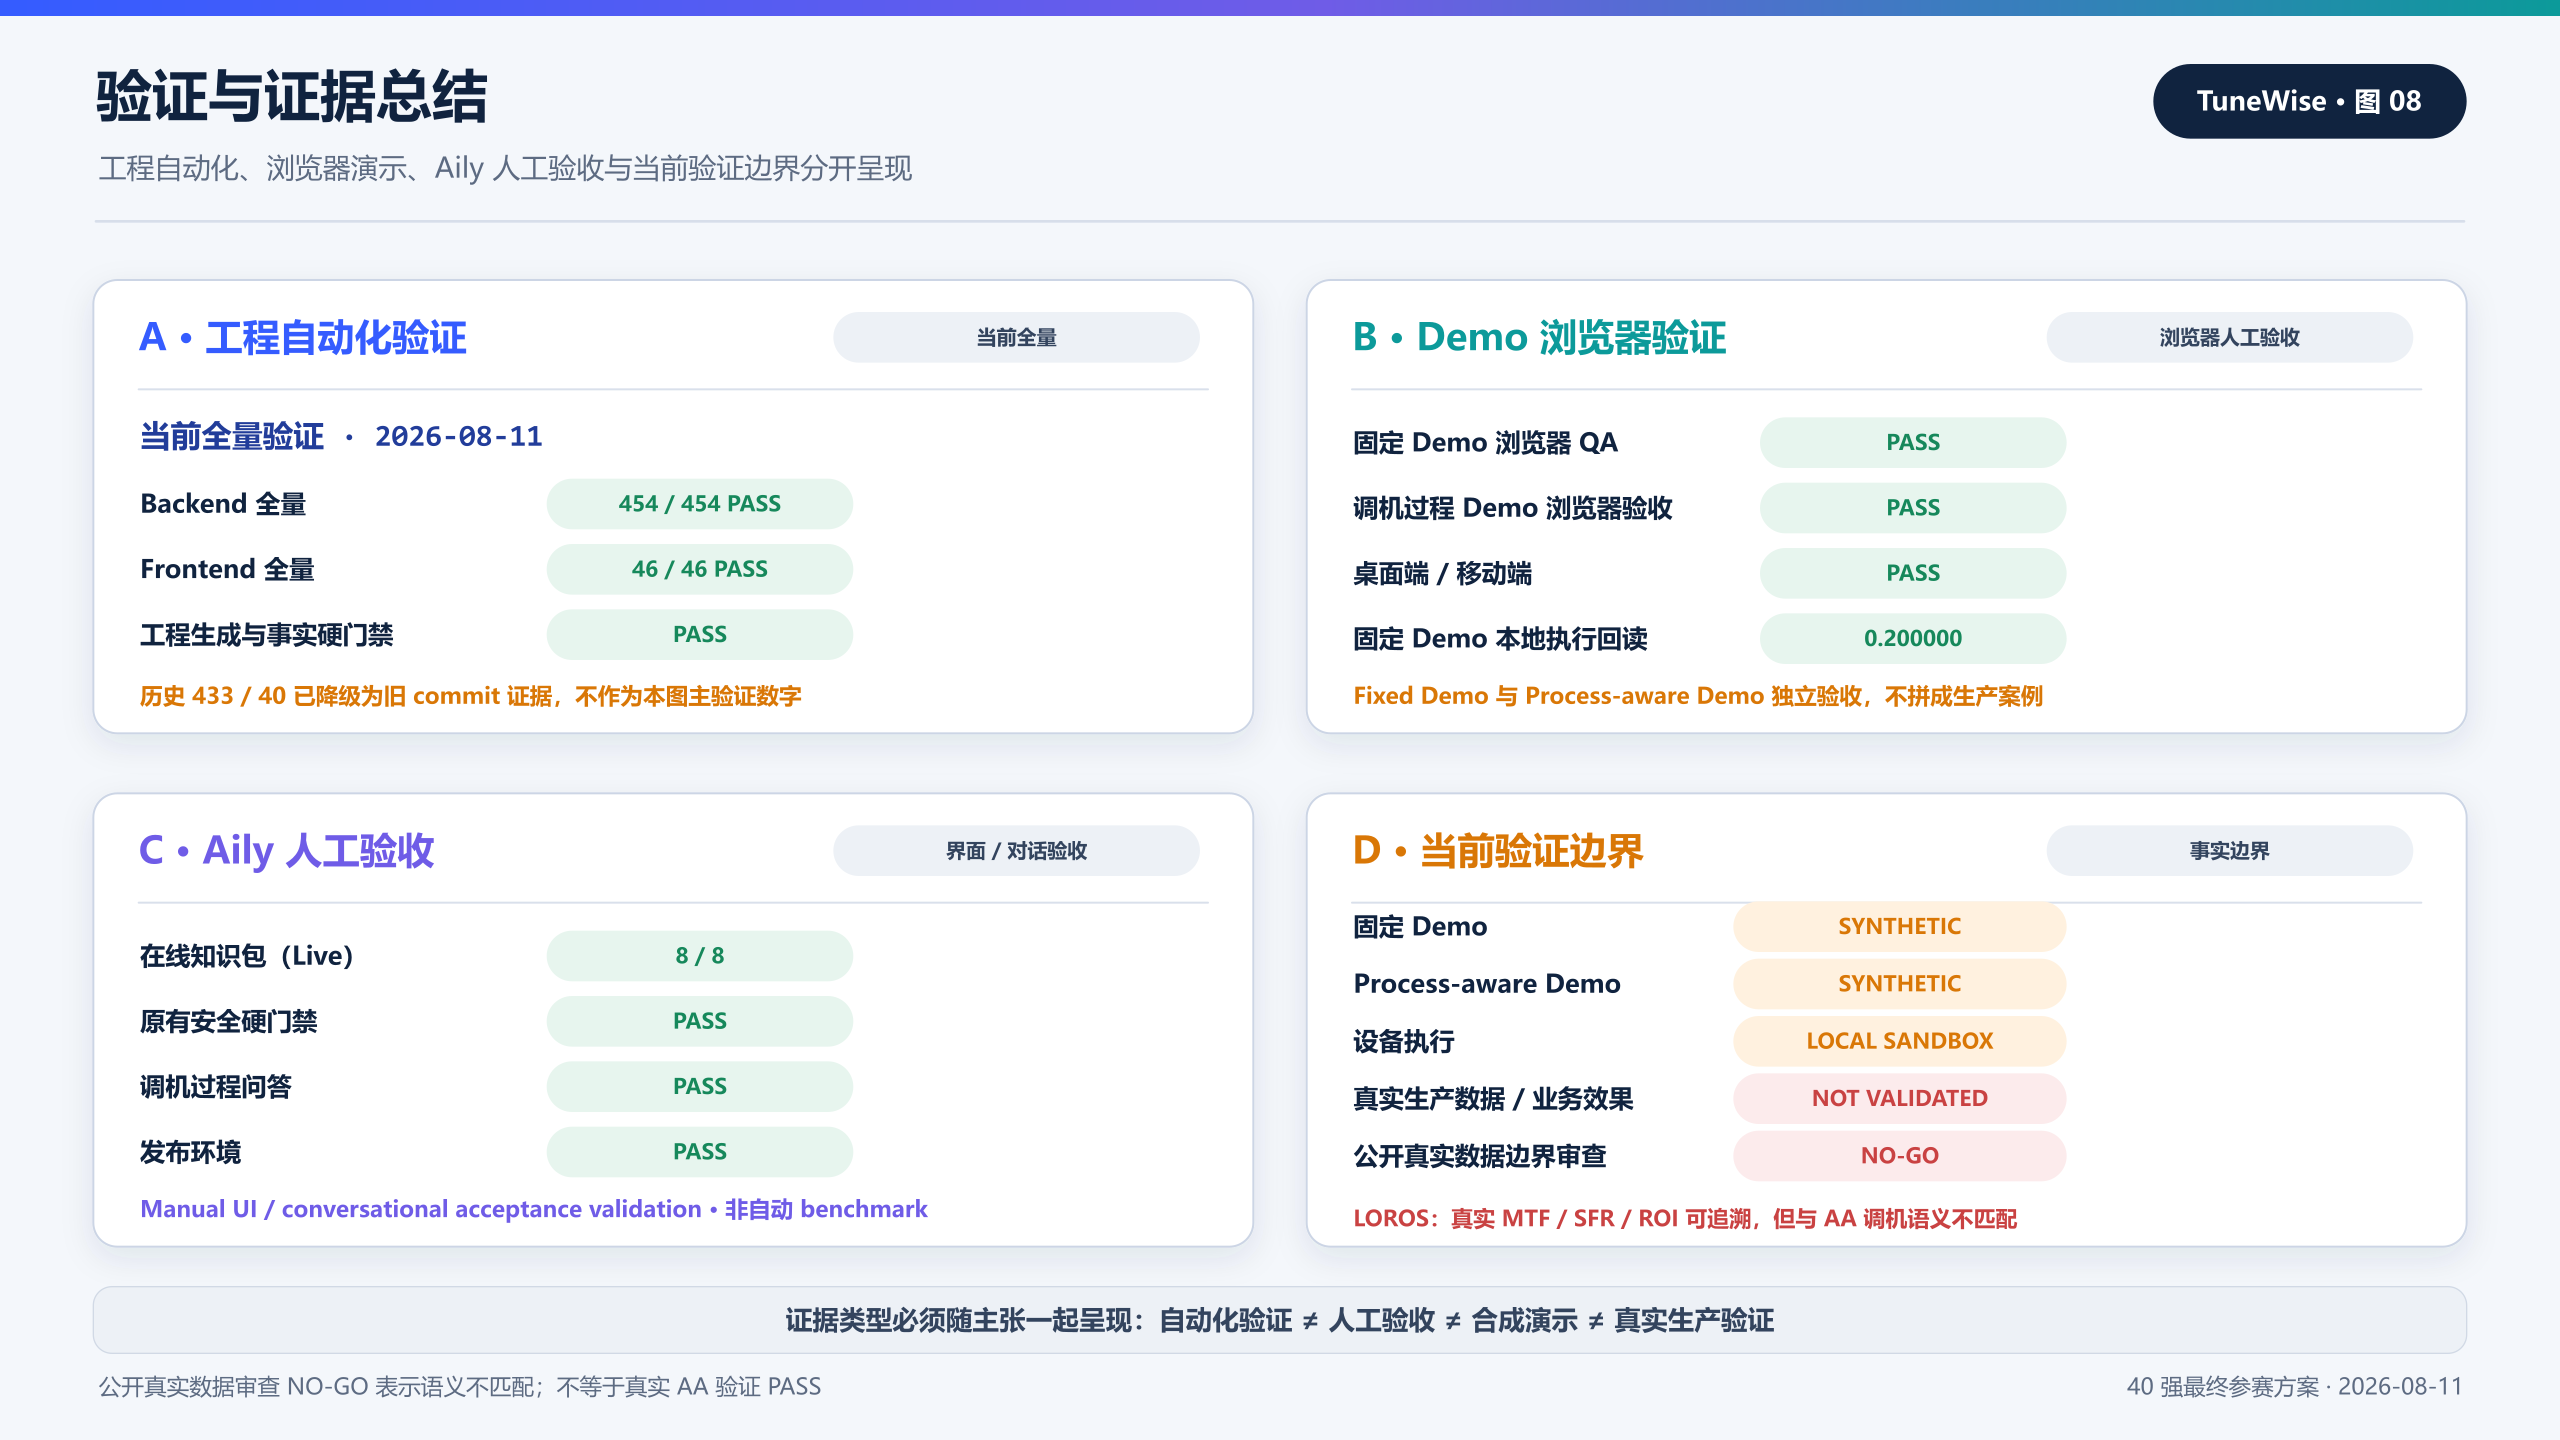 验证与证据总结
TuneWise • 图 08
工程自动化、浏览器演示、Aily 人工验收与当前验证边界分开呈现
A • 工程自动化验证
当前全量
当前全量验证 · 2026-08-11
Backend 全量
454 / 454 PASS
Frontend 全量
46 / 46 PASS
工程生成与事实硬门禁
PASS
历史 433 / 40 已降级为旧 commit 证据，不作为本图主验证数字
B • Demo 浏览器验证
浏览器人工验收
固定 Demo 浏览器 QA
PASS
调机过程 Demo 浏览器验收
PASS
桌面端 / 移动端
PASS
固定 Demo 本地执行回读
0.200000
Fixed Demo 与 Process-aware Demo 独立验收，不拼成生产案例
C • Aily 人工验收
界面 / 对话验收
在线知识包（Live）
8 / 8
原有安全硬门禁
PASS
调机过程问答
PASS
发布环境
PASS
Manual UI / conversational acceptance validation • 非自动 benchmark
D • 当前验证边界
事实边界
固定 Demo
SYNTHETIC
Process-aware Demo
SYNTHETIC
设备执行
LOCAL SANDBOX
真实生产数据 / 业务效果
NOT VALIDATED
公开真实数据边界审查
NO-GO
LOROS：真实 MTF / SFR / ROI 可追溯，但与 AA 调机语义不匹配
证据类型必须随主张一起呈现：自动化验证 ≠ 人工验收 ≠ 合成演示 ≠ 真实生产验证
公开真实数据审查 NO-GO 表示语义不匹配；不等于真实 AA 验证 PASS
40 强最终参赛方案 · 2026-08-11